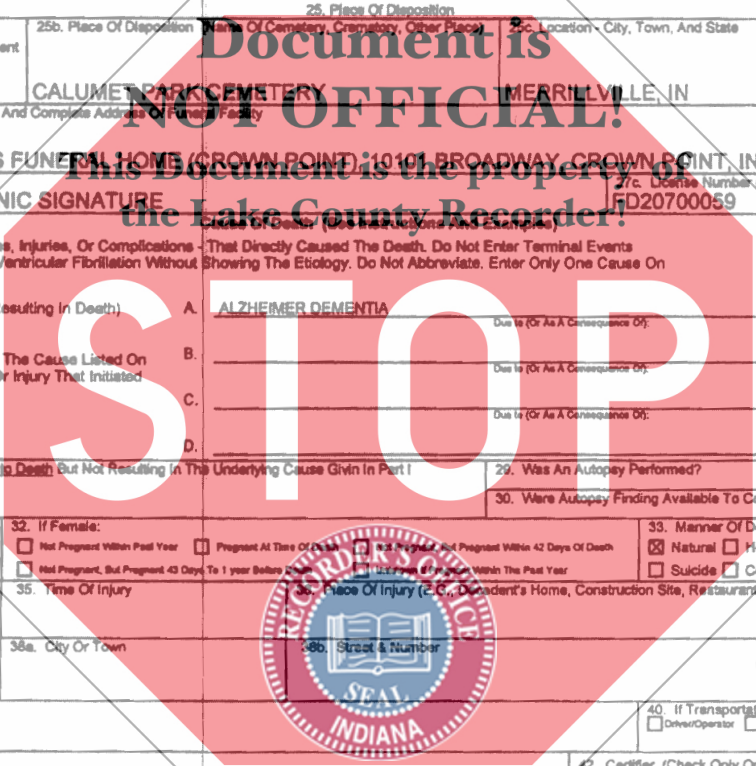 25. Place Of Disposition
25b. Place Of Disposition (Name Of Cemetery, Crematory, Other Place) 25c. Location - City, Town, And State
Document is
CALUMET PARK CEMETERY MERRILLVILLE, IN
NOT OFFICIAL!
And Complete Address Of Funeral Facility
S FUNERAL HOME (CROWN POINT), 10101 BROADWAY, CROWN POINT, IN
This Document is the property of
27c. License Number
NIC SIGNATURE FD20700059
the Lake County Recorder!
Cause Of Death (See Instructions And Examples)
s, Injuries, Or Complications - That Directly Caused The Death. Do Not Enter Terminal Events
Ventricular Fibrillation Without Showing The Etiology. Do Not Abbreviate. Enter Only One Cause On
STOP
esulting In Death) A. ALZHEIMER DEMENTIA
Due to (Or As A Consequence Of):
The Cause Listed On B.
Due to (Or As A Consequence Of):
r Injury That Initiated
C.
Due to (Or As A Consequence Of):
D.
to Death But Not Resulting In The Underlying Cause Givin In Part I 29. Was An Autopsy Performed?
30. Were Autopsy Finding Available To C
32. If Female: 33. Manner Of D
Not Pregnant Within Past Year Pregnant At Time Of Death Not Pregnant, But Pregnant Within 42 Days Of Death Natural H
Not Pregnant, But Pregnant 43 Days To 1 year Before Unknown If Pregnant Within The Past Year Suicide C
35. Time Of Injury 36. Place Of Injury (E.G., Decedent's Home, Construction Site, Restaurant
RECORDER'S OFFICE
38a. City Or Town 38b. Street & Number
SEAL
INDIANA
40. If Transportat
Driver/Operator
42. Certifier (Check Only O